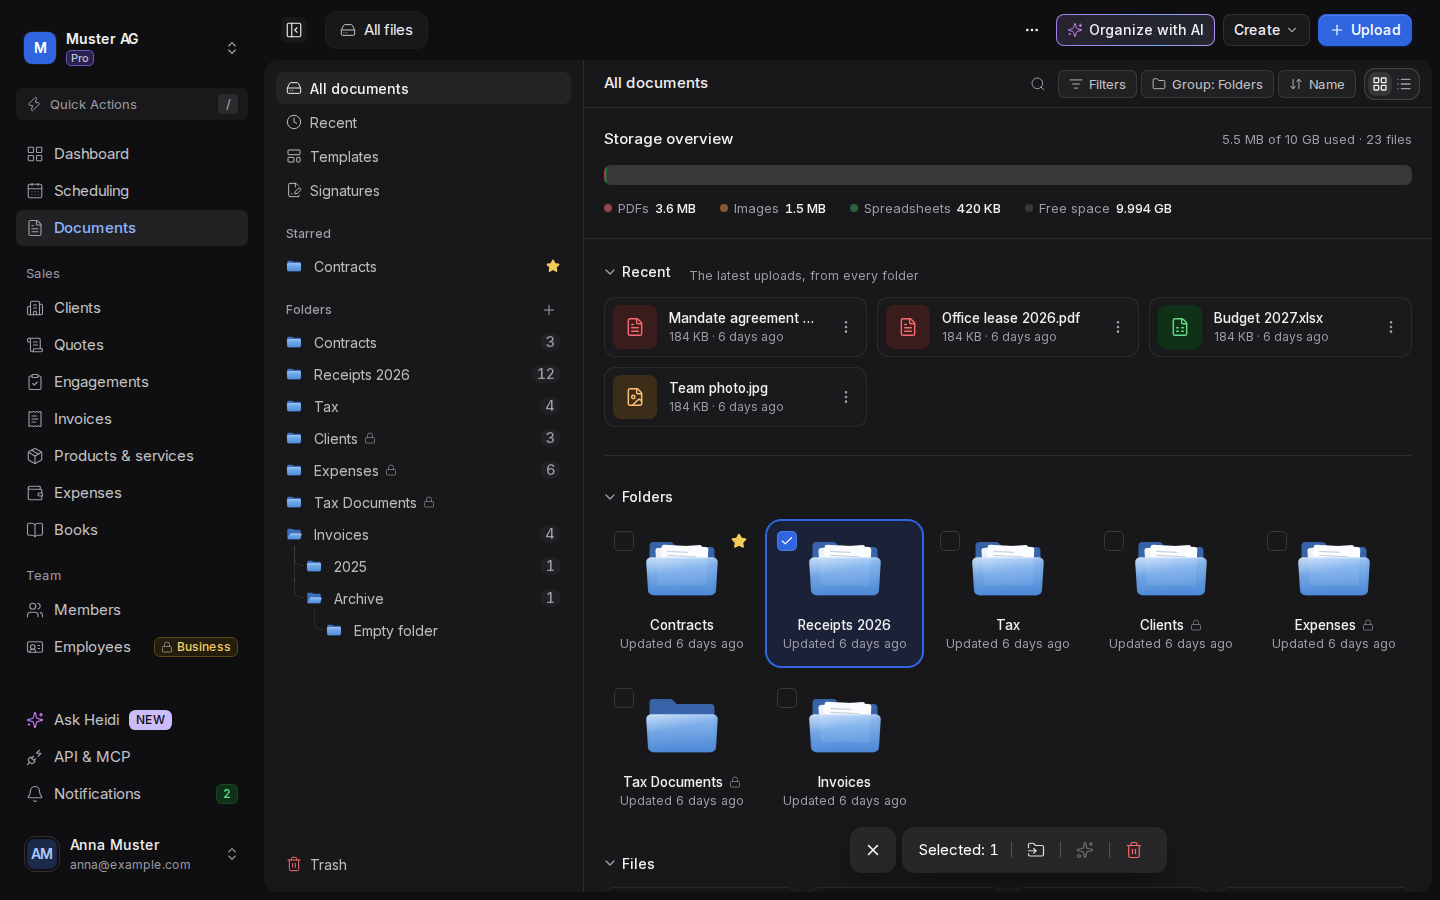 M
Muster AG
Pro
Quick Actions
/
Dashboard
Scheduling
Documents
Sales
Clients
Quotes
Engagements
Invoices
Products & services
Expenses
Books
Team
Members
Employees
Business
Ask Heidi
NEW
API & MCP
Notifications
2
AM
Anna Muster
anna@example.com
All files
Organize with AI
Create
Upload
All documents
Recent
Templates
Signatures
Starred
Contracts
Folders
Contracts
3
Receipts 2026
12
Tax
4
Clients
3
Expenses
6
Tax Documents
Invoices
4
2025
1
Archive
1
Empty folder
Trash
All documents
Filters
Group: Folders
Name
Storage overview
5.5 MB of 10 GB used · 23 files
PDFs 3.6 MB
Images 1.5 MB
Spreadsheets 420 KB
Free space 9.994 GB
Recent
The latest uploads, from every folder
Mandate agreement ...
184 KB · 6 days ago
Office lease 2026.pdf
184 KB · 6 days ago
Budget 2027.xlsx
184 KB · 6 days ago
Team photo.jpg
184 KB · 6 days ago
Folders
Contracts
Updated 6 days ago
Receipts 2026
Updated 6 days ago
Tax
Updated 6 days ago
Clients
Updated 6 days ago
Expenses
Updated 6 days ago
Tax Documents
Updated 6 days ago
Invoices
Updated 6 days ago
Files
Selected: 1